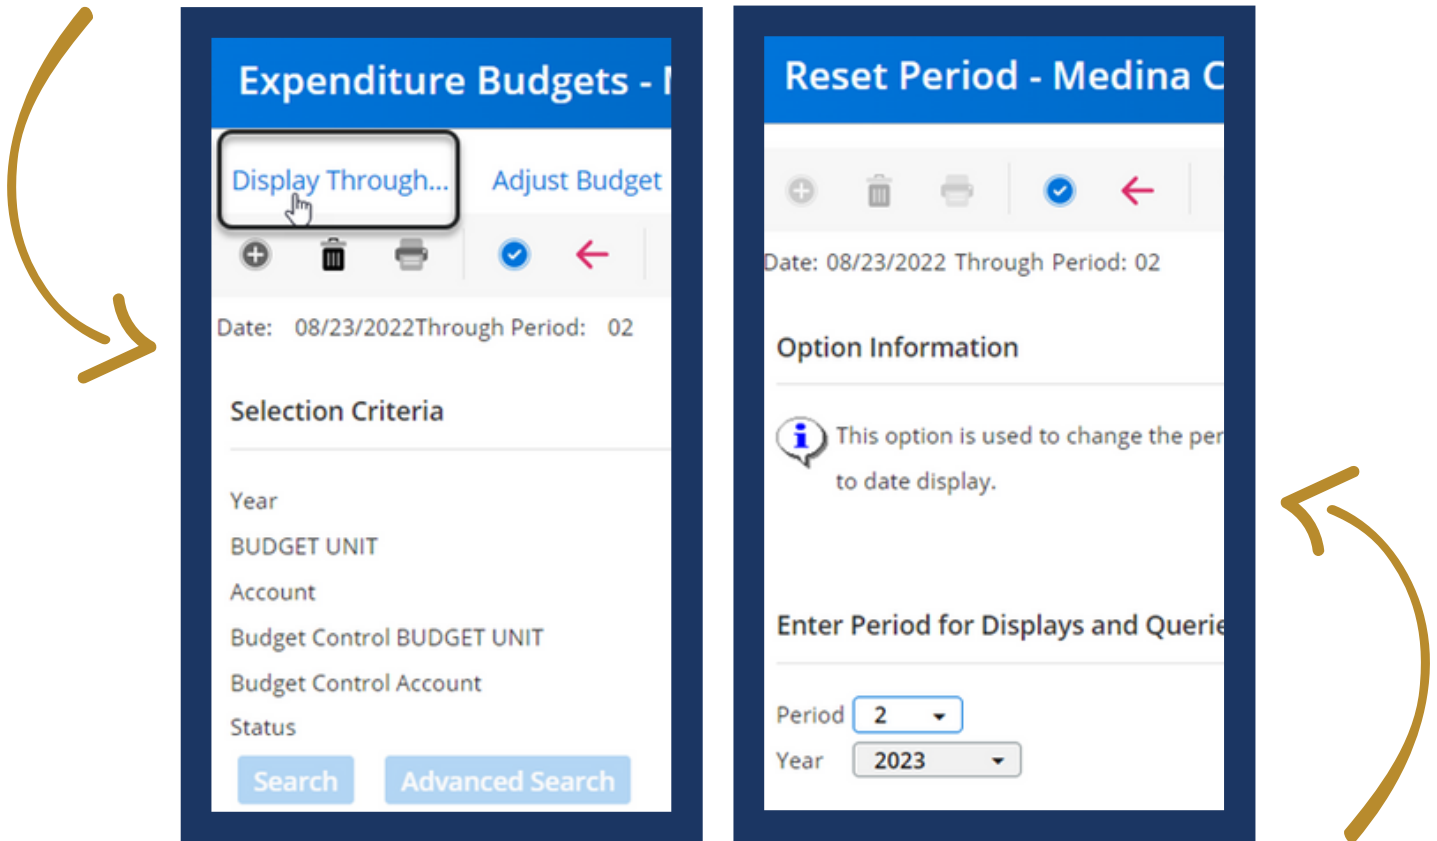 Expenditure Budgets -
Display Through...
Adjust Budget
Date: 08/23/2022Through Period: 02
Selection Criteria
Year
BUDGET UNIT
Account
Budget Control BUDGET UNIT
Budget Control Account
Status
Search
Advanced Search
Reset Period - Medina C
Date: 08/23/2022 Through Period: 02
Option Information
This option is used to change the per
to date display.
Enter Period for Displays and Querie
Period 2
Year 2023